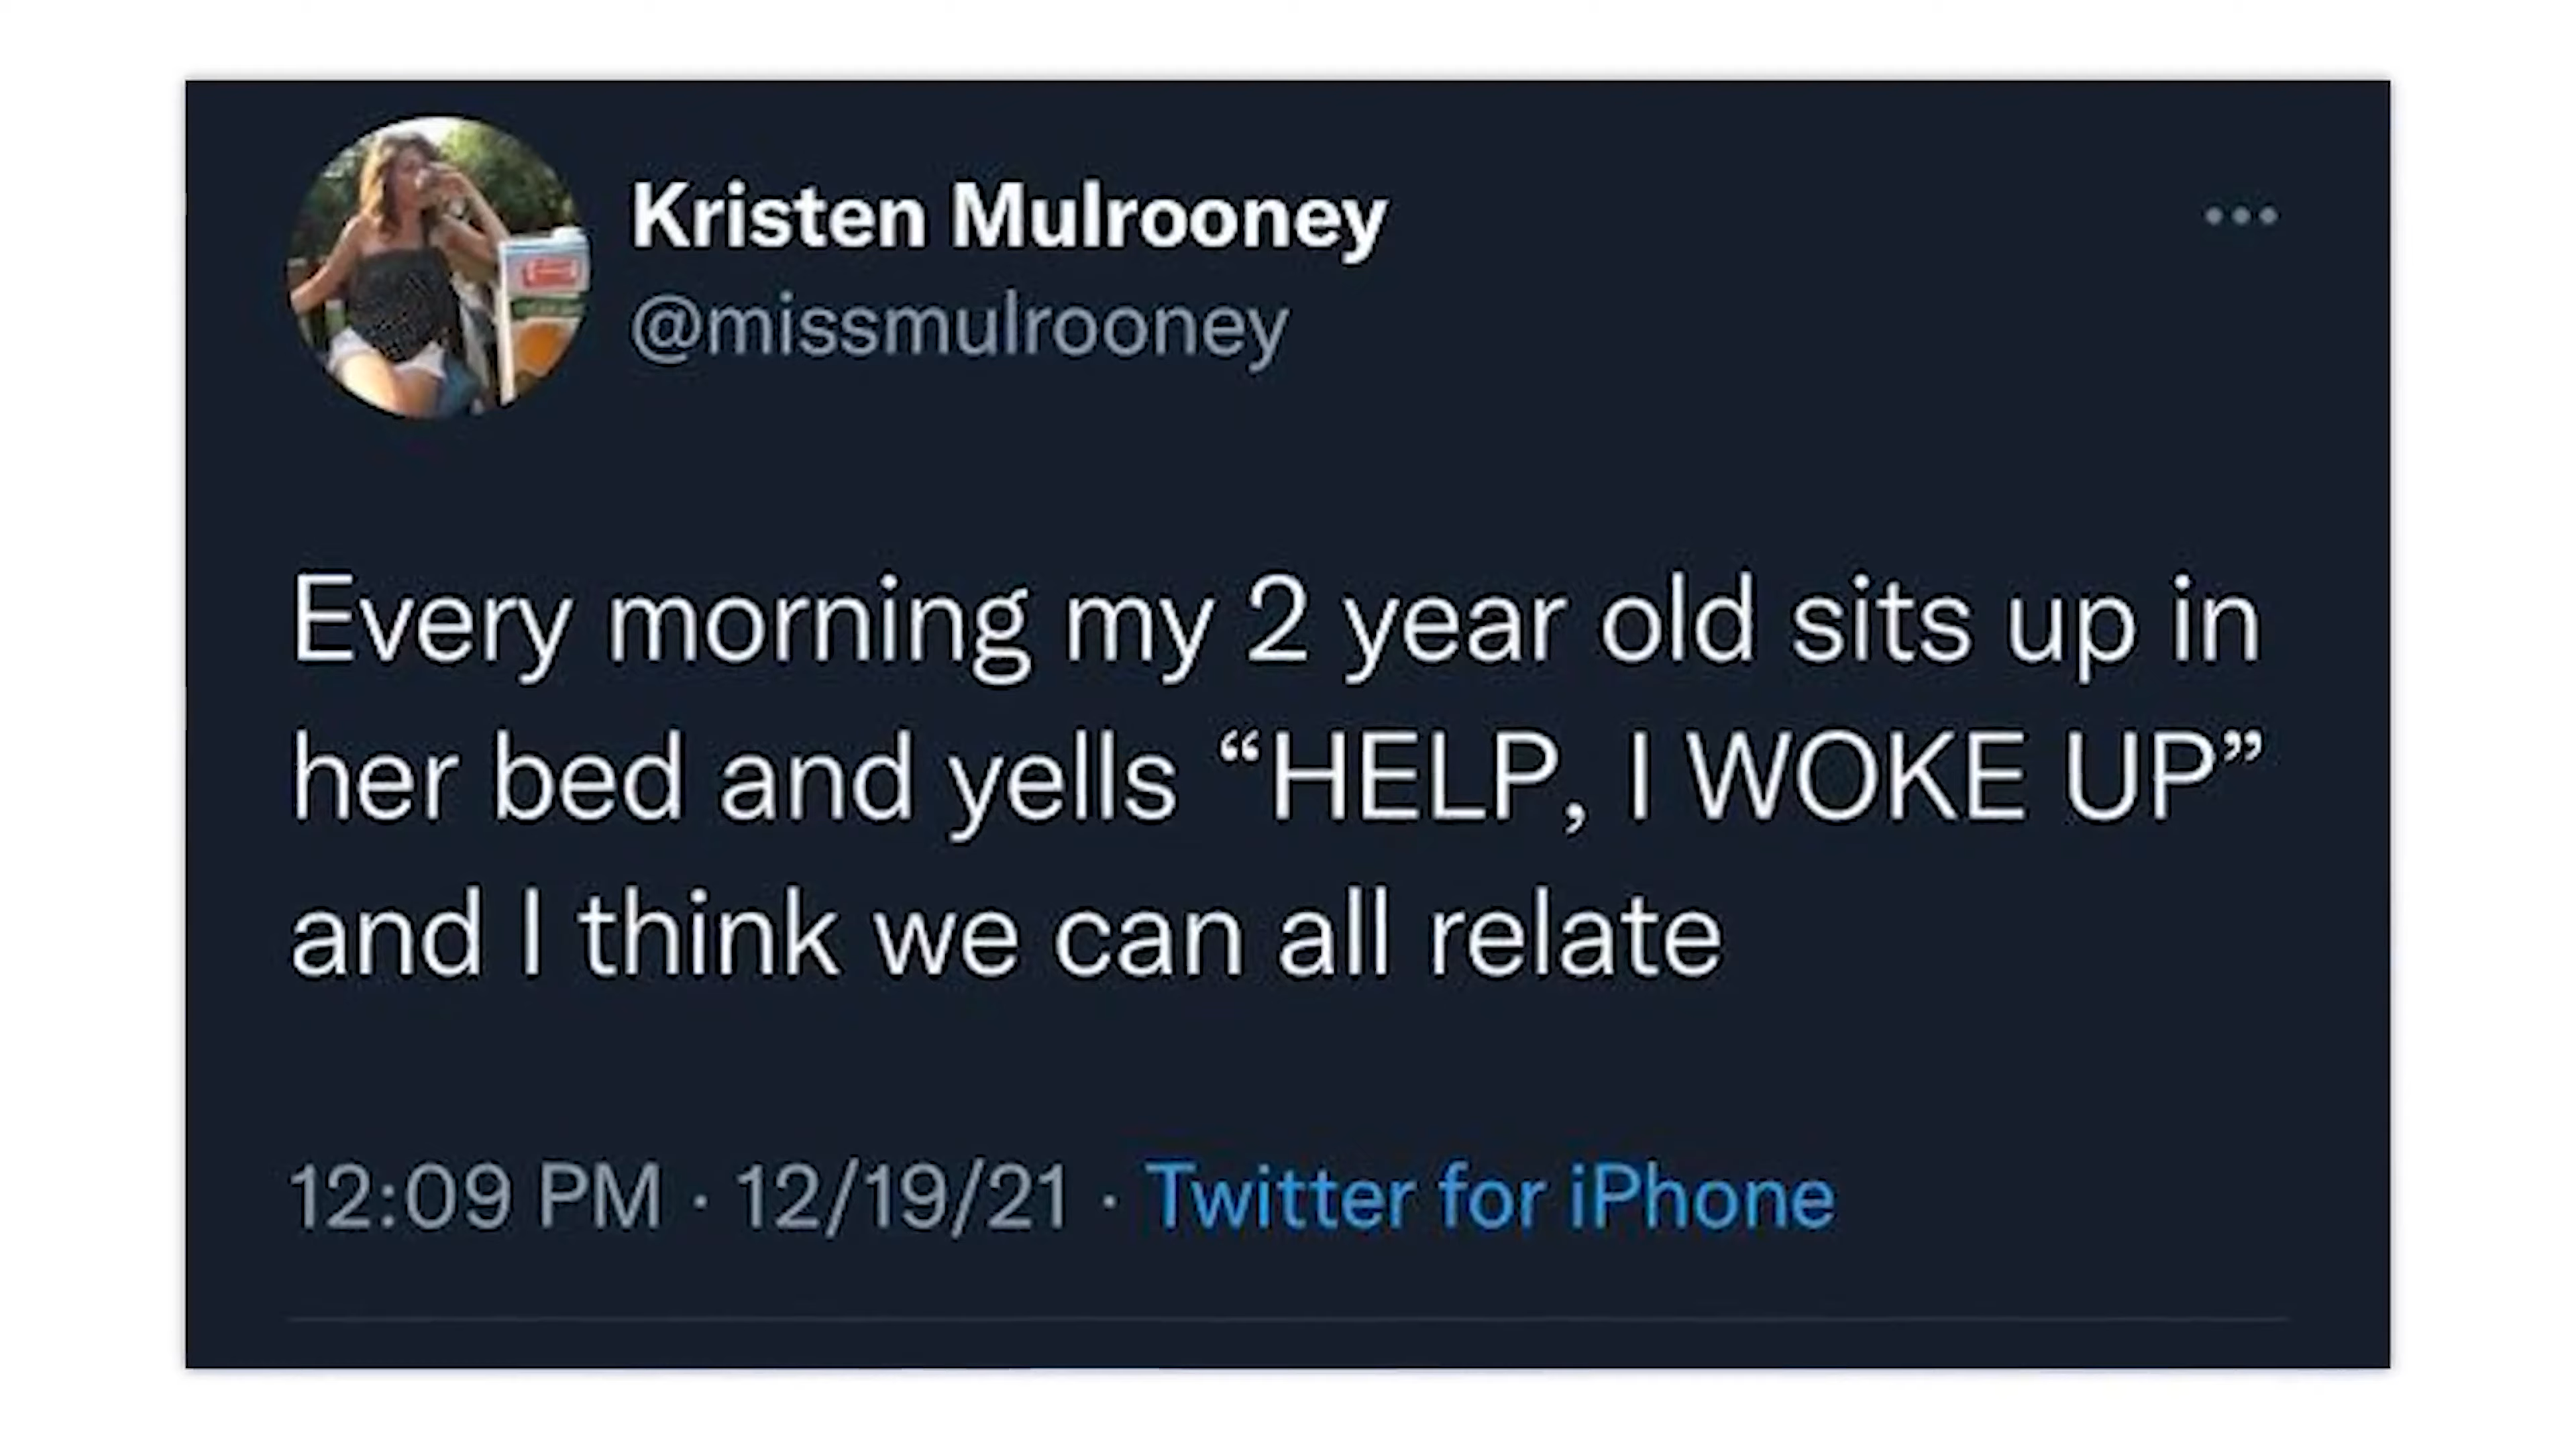 Kristen Mulrooney
@missmulrooney
Every morning my 2 year old sits up in
her bed and yells “HELP, I WOKE UP”
and I think we can all relate
12:09 PM · 12/19/21 · Twitter for iPhone